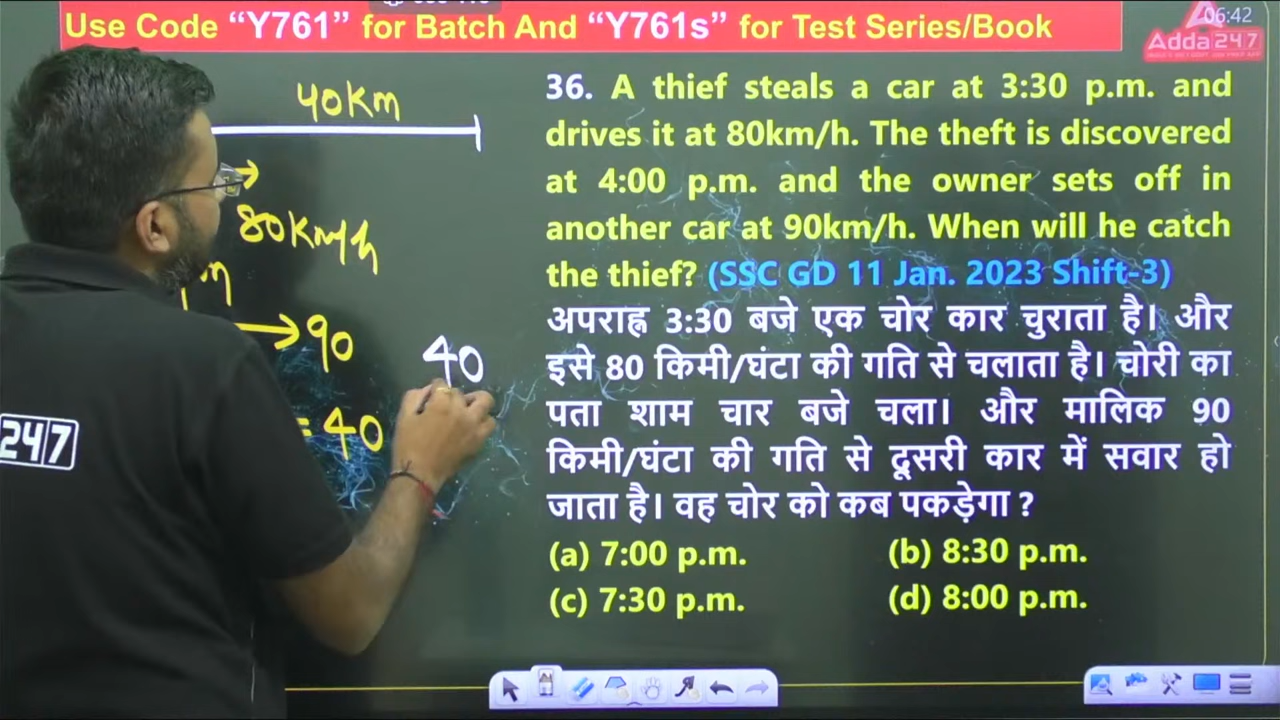 Use Code “Y761” for Batch And “Y761s” for Test Series/Book
06:42
Adda247
40Km
80Km/h
m
90
40
= 40
247
36. A thief steals a car at 3:30 p.m. and
drives it at 80km/h. The theft is discovered
at 4:00 p.m. and the owner sets off in
another car at 90km/h. When will he catch
the thief? (SSC GD 11 Jan. 2023 Shift-3)
अपराह्न 3:30 बजे एक चोर कार चुराता है। और
इसे 80 किमी/घंटा की गति से चलाता है। चोरी का
पता शाम चार बजे चला। और मालिक 90
किमी/घंटा की गति से दूसरी कार में सवार हो
जाता है। वह चोर को कब पकड़ेगा ?
(a) 7:00 p.m. (b) 8:30 p.m.
(c) 7:30 p.m. (d) 8:00 p.m.